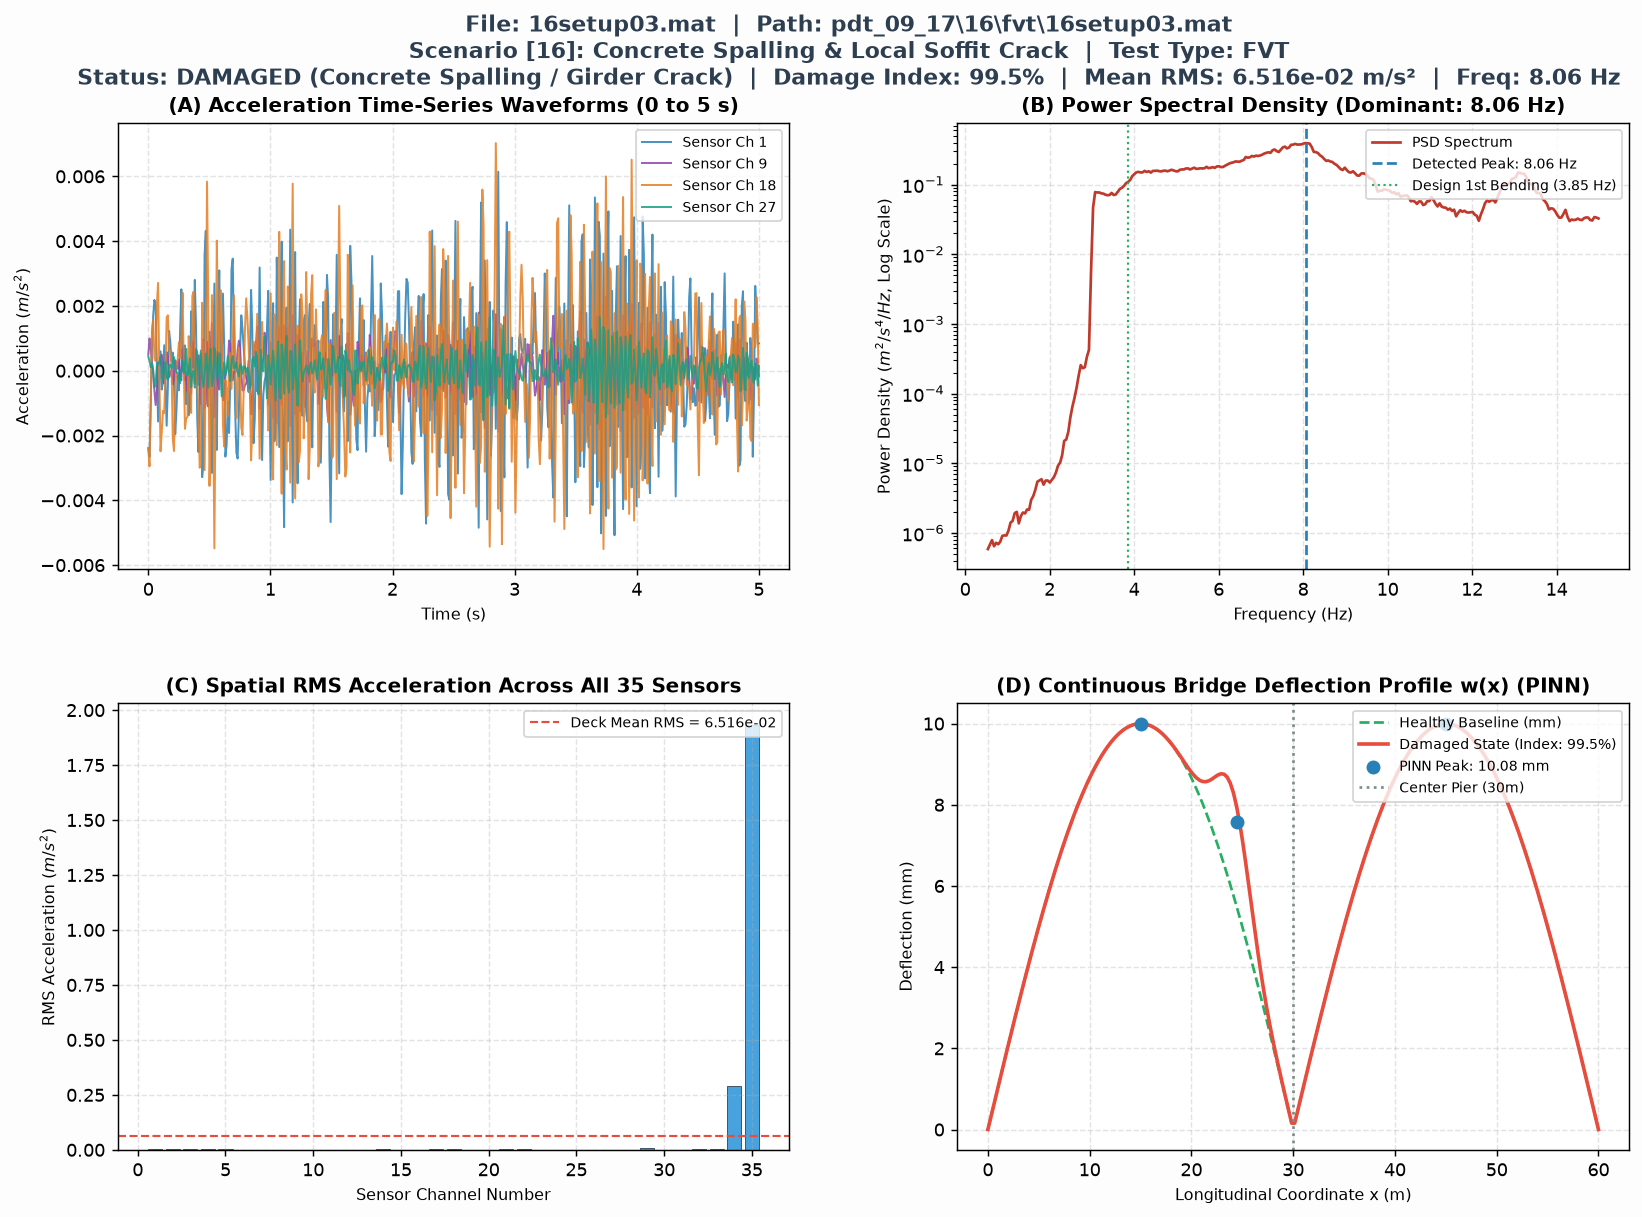 File: 16setup03.mat | Path: pdt_09_17\16\fvt\16setup03.mat
Scenario [16]: Concrete Spalling & Local Soffit Crack | Test Type: FVT
Status: DAMAGED (Concrete Spalling / Girder Crack) | Damage Index: 99.5% | Mean RMS: 6.516e-02 m/s² | Freq: 8.06 Hz
(A) Acceleration Time-Series Waveforms (0 to 5 s)
Sensor Ch 1
Sensor Ch 9
Sensor Ch 18
Sensor Ch 27
0.006
0.004
0.002
0.000
−0.002
−0.004
−0.006
Acceleration (m/s²)
0 1 2 3 4 5
Time (s)
(B) Power Spectral Density (Dominant: 8.06 Hz)
PSD Spectrum
Detected Peak: 8.06 Hz
Design 1st Bending (3.85 Hz)
10⁻¹
10⁻²
10⁻³
10⁻⁴
10⁻⁵
10⁻⁶
Power Density (m²/s⁴/Hz, Log Scale)
0 2 4 6 8 10 12 14
Frequency (Hz)
(C) Spatial RMS Acceleration Across All 35 Sensors
Deck Mean RMS = 6.516e-02
2.00
1.75
1.50
1.25
1.00
0.75
0.50
0.25
0.00
RMS Acceleration (m/s²)
0 5 10 15 20 25 30 35
Sensor Channel Number
(D) Continuous Bridge Deflection Profile w(x) (PINN)
Healthy Baseline (mm)
Damaged State (Index: 99.5%)
PINN Peak: 10.08 mm
Center Pier (30m)
10
8
6
4
2
0
Deflection (mm)
0 10 20 30 40 50 60
Longitudinal Coordinate x (m)